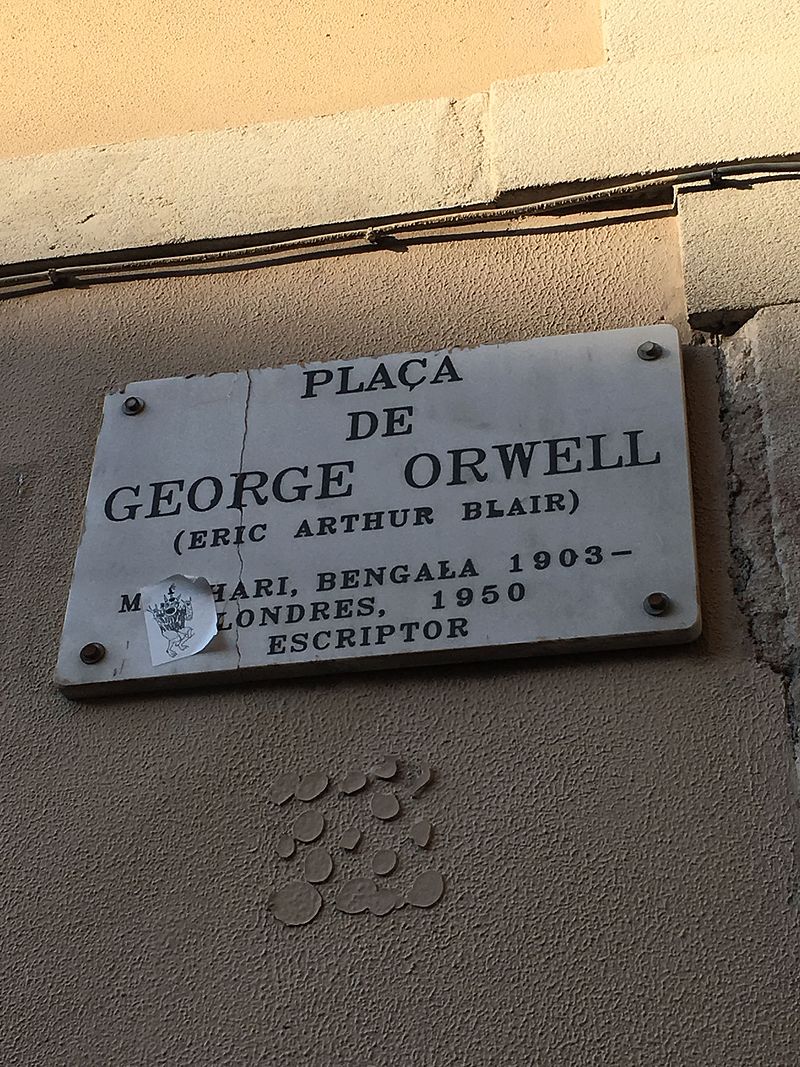 PLAÇA
DE
GEORGE ORWELL
(ERIC ARTHUR BLAIR)
BENGALA 1903-
LONDRES, 1950
ESCRIPTOR